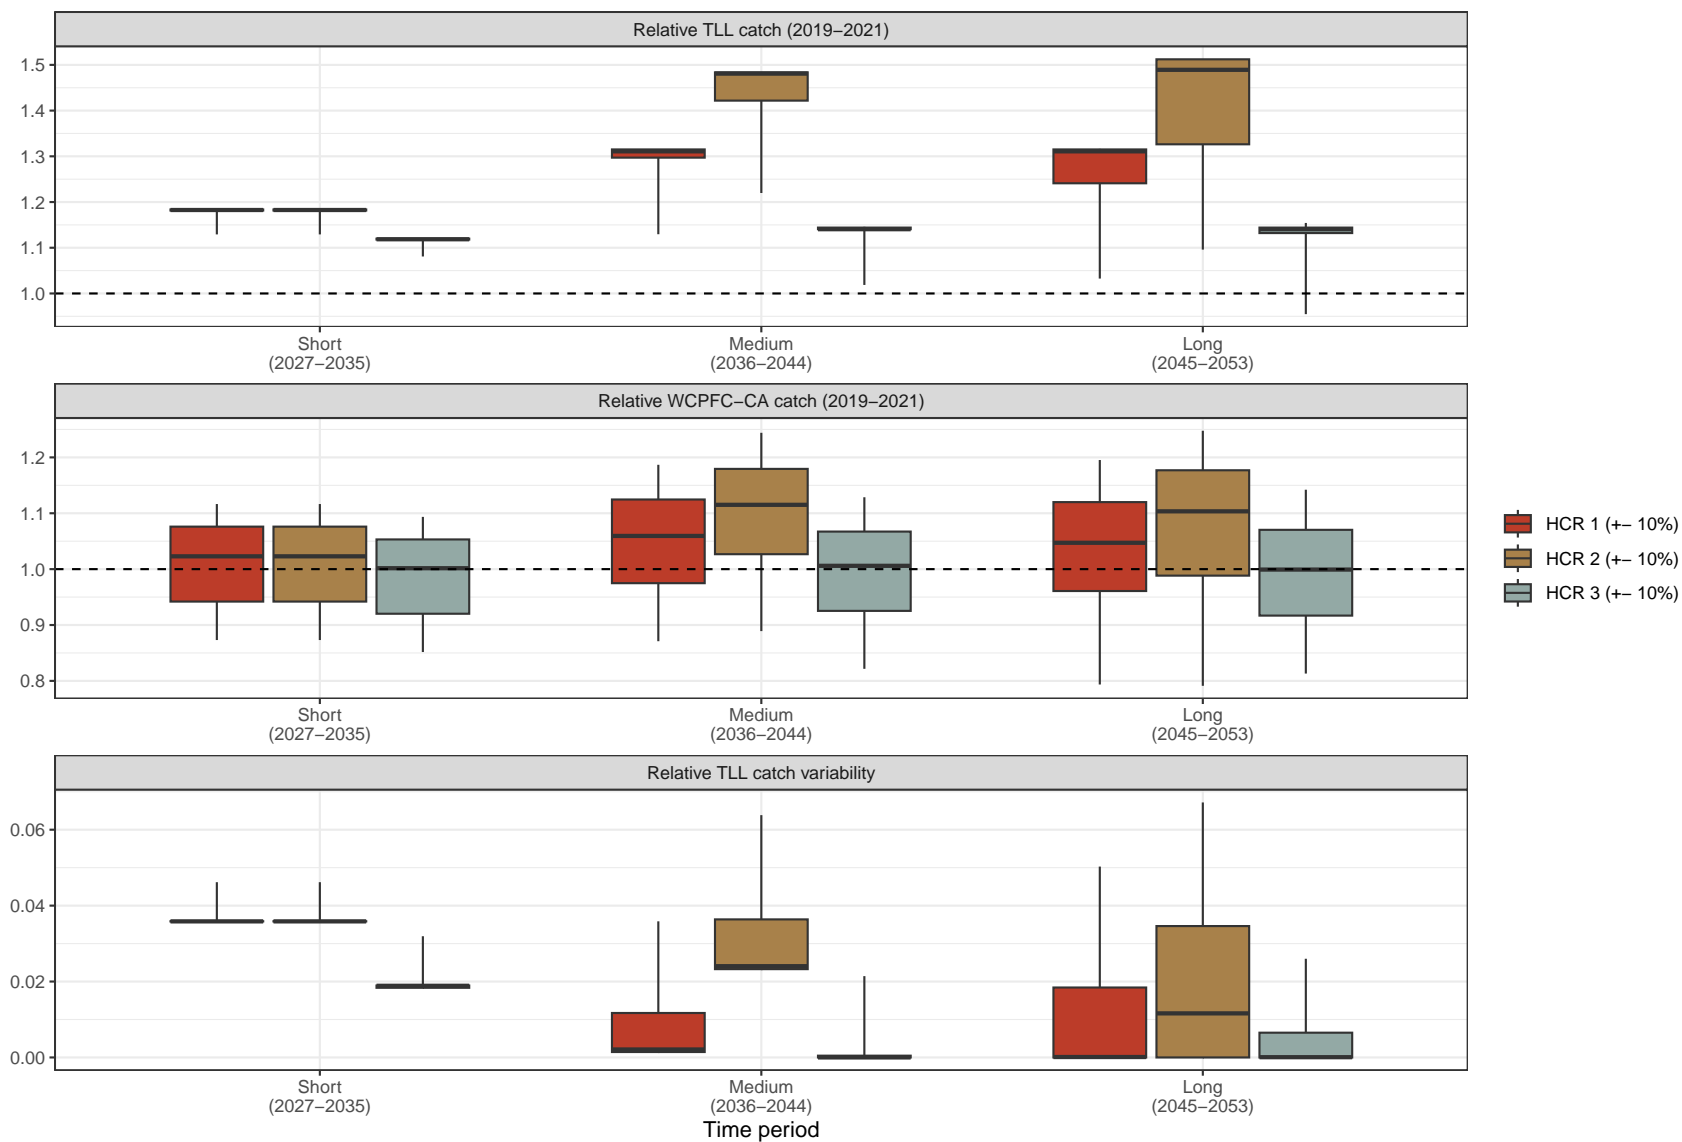 Relative TLL catch (2019−2021)
1.5
1.4
1.3
1.2
1.1
1.0
Short Medium Long
(2027−2035) (2036−2044) (2045−2053)
Relative WCPFC−CA catch (2019−2021)
1.2
1.1
1.0
0.9
0.8
Short Medium Long
(2027−2035) (2036−2044) (2045−2053)
HCR 1 (+− 10%)
HCR 2 (+− 10%)
HCR 3 (+− 10%)
Relative TLL catch variability
0.06
0.04
0.02
0.00
Short Medium Long
(2027−2035) (2036−2044) (2045−2053)
Time period